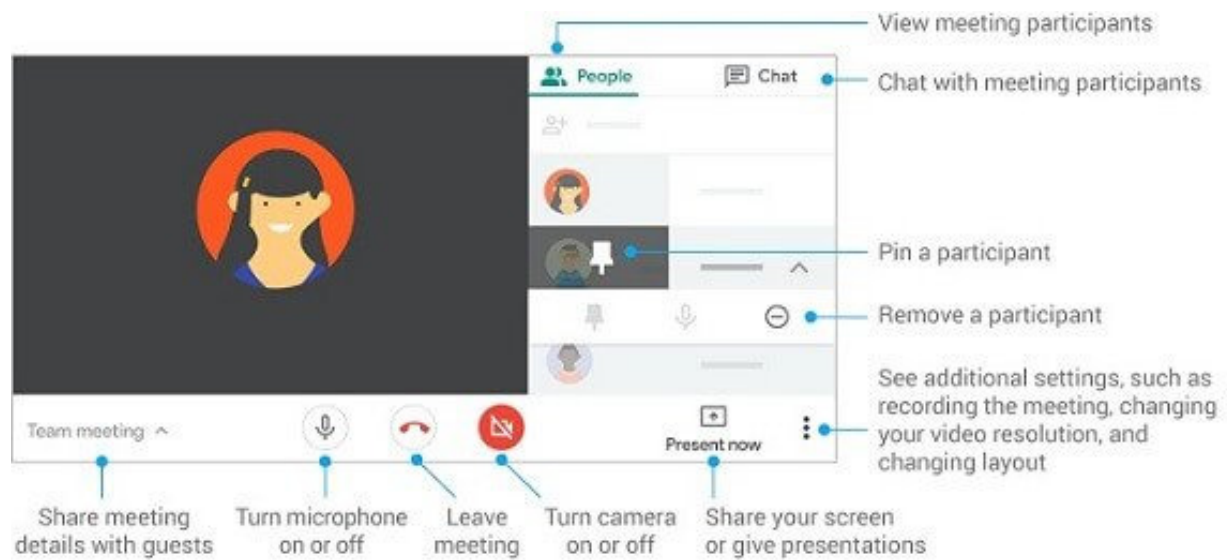 View meeting participants
People
Chat
Chat with meeting participants
Pin a participant
Remove a participant
See additional settings, such as
recording the meeting, changing
your video resolution, and
changing layout
Team meeting
Present now
Share meeting
details with guests
Turn microphone
on or off
Leave
meeting
Turn camera
on or off
Share your screen
or give presentations